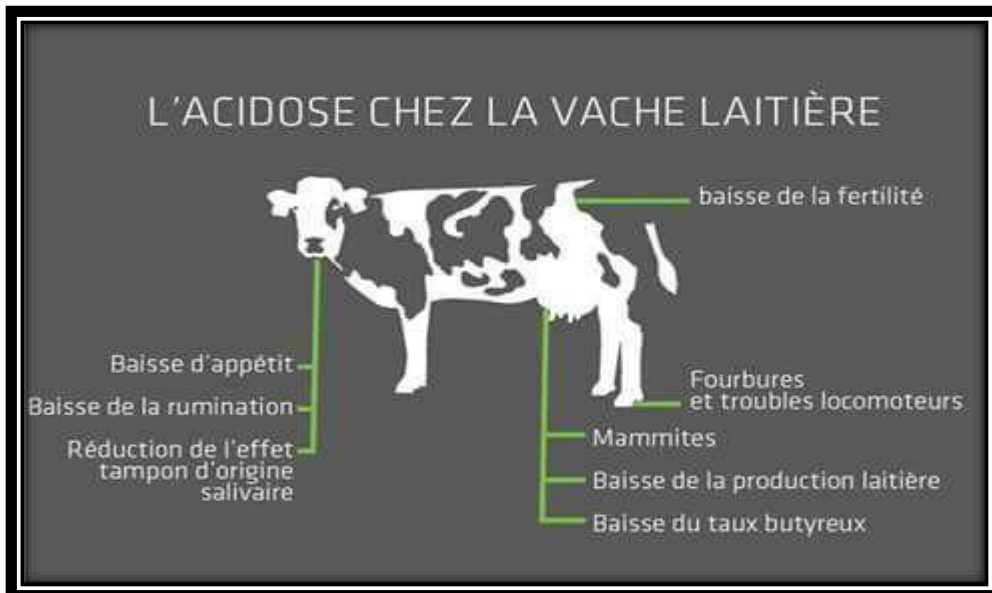 L'ACIDOSE CHEZ LA VACHE LAITIÈRE
baisse de la fertilité
Baisse d'appétit
Baisse de la rumination
Réduction de l'effet
tampon d'origine
salivaire
Fourbures
et troubles locomoteurs
Mammites
Baisse de la production laitière
Baisse du taux butyreux